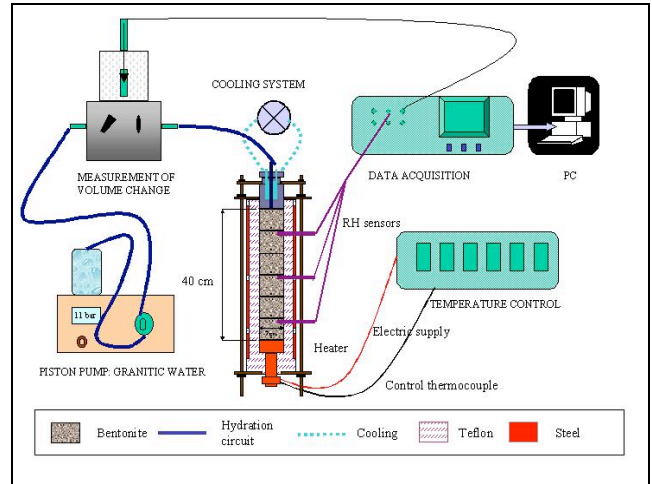 COOLING SYSTEM
MEASUREMENT OF
VOLUME CHANGE
DATA ACQUISITION
PC
RH sensors
40 cm
11 bar
TEMPERATURE CONTROL
Electric supply
Heater
PISTON PUMP: GRANITIC WATER
Control thermocouple
Bentonite
Hydration
circuit
Cooling
Teflon
Steel